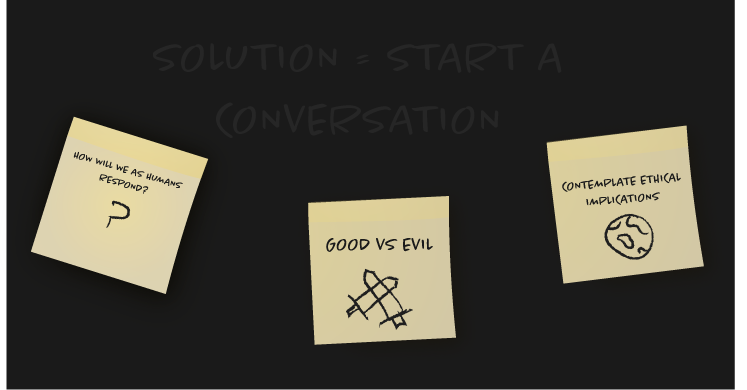 SOLUTION = START A
CONVERSATION
HOW WILL WE AS HUMANS
RESPOND?
?
GOOD VS EVIL
CONTEMPLATE ETHICAL
IMPLICATIONS